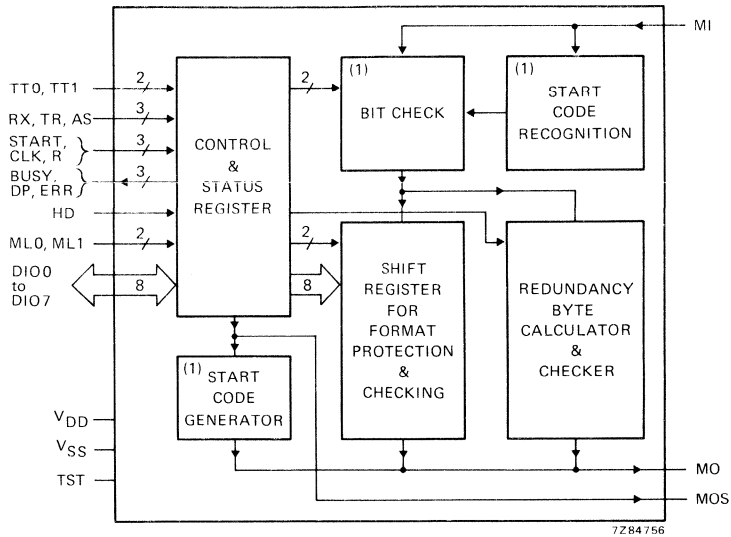 MI
TT0, TT1
2
RX, TR, AS
3
START,
CLK, R
3
BUSY.
DP, ERR
3
HD
ML0, ML1
2
DIO0
to
DIO7
8
CONTROL
&
STATUS
REGISTER
2
2
8
(1)
BIT CHECK
(1)
START
CODE
RECOGNITION
SHIFT
REGISTER
FOR
FORMAT
PROTECTION
&
CHECKING
REDUNDANCY
BYTE
CALCULATOR
&
CHECKER
(1)
START
CODE
GENERATOR
VDD
VSS
TST
MO
MOS
7Z84756